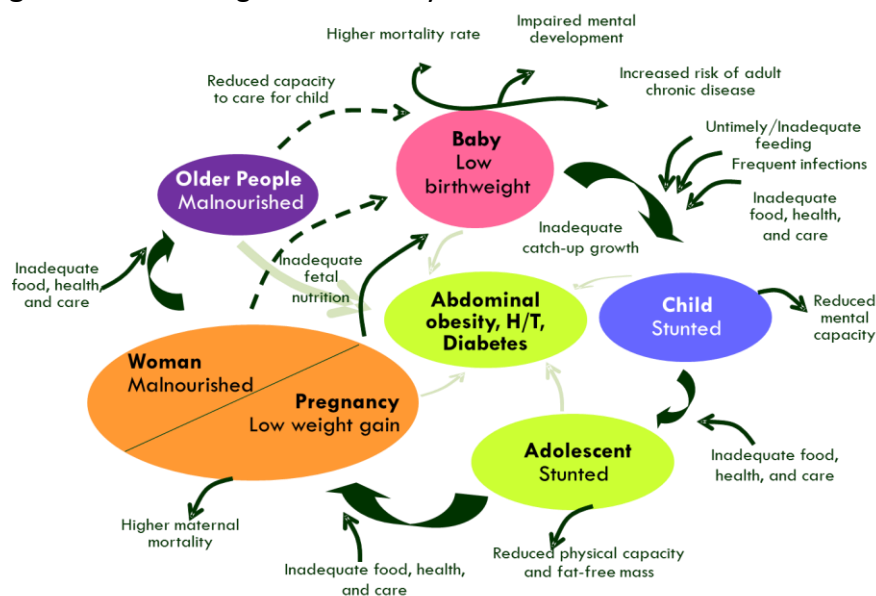 Higher mortality rate
Impaired mental
development
Reduced capacity
to care for child
Increased risk of adult
chronic disease
Baby
Low
birthweight
Untimely/Inadequate
feeding
Frequent infections
Inadequate
food, health,
and care
Older People
Malnourished
Inadequate
catch-up growth
Inadequate
food, health,
and care
Inadequate
fetal
nutrition
Abdominal
obesity, H/T,
Diabetes
Child
Stunted
Reduced
mental
capacity
Woman
Malnourished
Pregnancy
Low weight gain
Adolescent
Stunted
Inadequate food,
health, and care
Higher maternal
mortality
Inadequate food, health,
and care
Reduced physical capacity
and fat-free mass